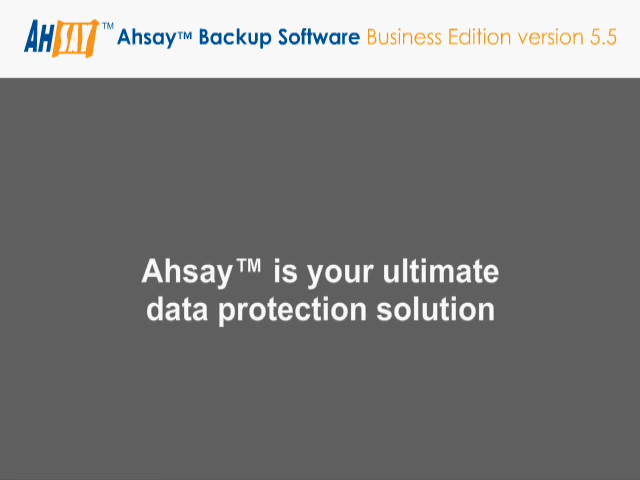 AHSAY™ Ahsay™ Backup Software Business Edition version 5.5
Ahsay™ is your ultimate
data protection solution